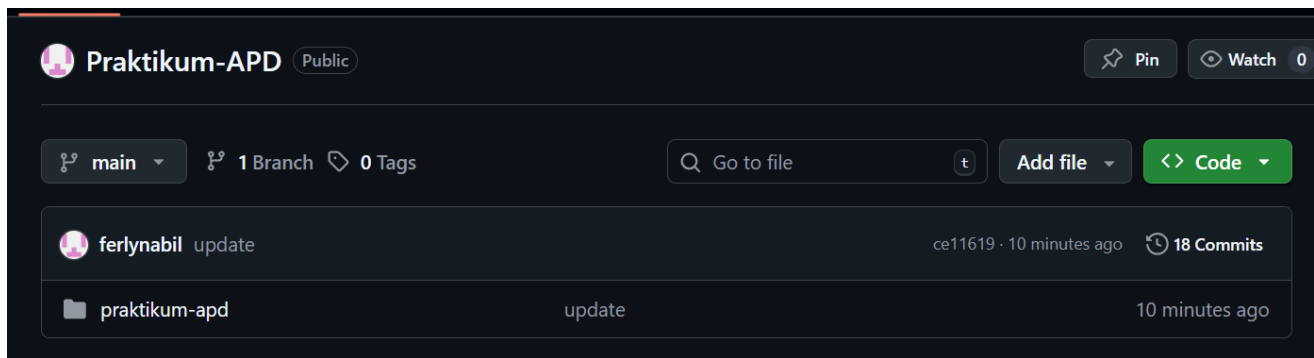 Praktikum-APD Public Pin Watch 0
main 1 Branch 0 Tags Go to file t Add file Code
ferlynabil update ce11619 · 10 minutes ago 18 Commits
praktikum-apd update 10 minutes ago